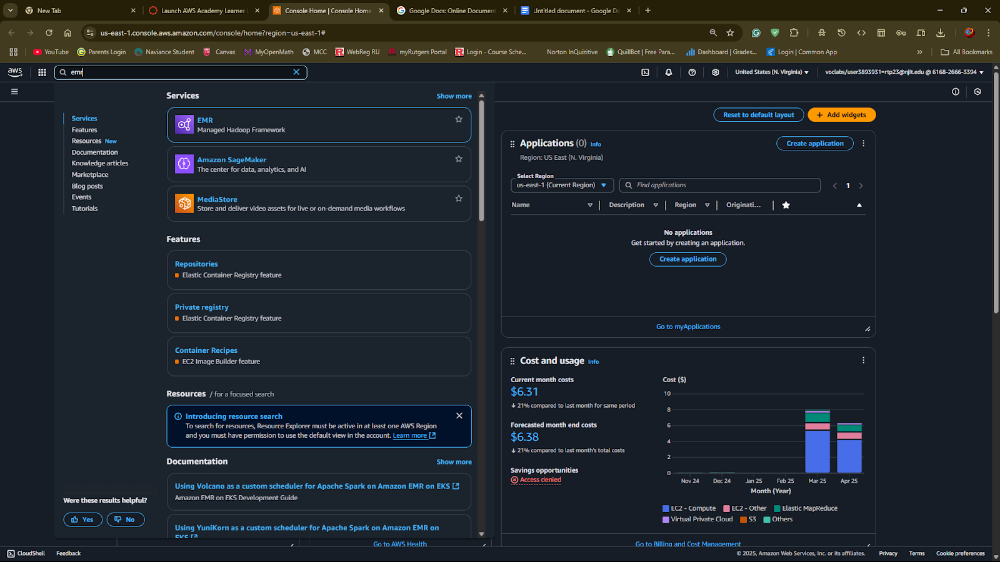 New Tab
Launch AWS Academy Learner
Console Home | Console Home
Google Docs: Online Document
Untitled document - Google Do
us-east-1.console.aws.amazon.com/console/home?region=us-east-1#
YouTube
Parents Login
Naviance Student
Canvas
MyOpenMath
MCC
WebReg RU
myRutgers Portal
Login - Course Sche...
Norton InQuizitive
QuillBot | Free Para...
Dashboard | Grades...
Login | Common App
»
All Bookmarks
aws
emr
United States (N. Virginia)
voclabs/user3893931=rtp23@njit.edu @ 6168-2666-3394
Services
Features
Resources New
Documentation
Knowledge articles
Marketplace
Blog posts
Events
Tutorials
Were these results helpful?
Yes
No
Services
Show more
EMR
Managed Hadoop Framework
Amazon SageMaker
The center for data, analytics, and AI
MediaStore
Store and deliver video assets for live or on-demand media workflows
Features
Repositories
Elastic Container Registry feature
Private registry
Elastic Container Registry feature
Container Recipes
EC2 Image Builder feature
Resources / for a focused search
Introducing resource search
To search for resources, Resource Explorer must be active in at least one AWS Region
and you must have permission to use the default view in the account. Learn more
Documentation
Show more
Using Volcano as a custom scheduler for Apache Spark on Amazon EMR on EKS
Amazon EMR on EKS Development Guide
Using YuniKorn as a custom scheduler for Apache Spark on Amazon EMR on
EKS
Go to AWS Health
Reset to default layout
+ Add widgets
Applications (0) Info
Region: US East (N. Virginia)
Create application
Select Region
us-east-1 (Current Region)
Find applications
1
Name
Description
Region
Originati...
No applications
Get started by creating an application.
Create application
Go to myApplications
Cost and usage Info
Current month costs
$6.31
21% compared to last month for same period
Forecasted month end costs
$6.38
21% compared to last month's total costs
Savings opportunities
Access denied
Cost ($)
10
8
6
4
2
0
Nov 24
Dec 24
Jan 25
Feb 25
Mar 25
Apr 25
Month (Year)
EC2 - Compute
EC2 - Other
Elastic MapReduce
Virtual Private Cloud
S3
Others
Go to Billing and Cost Management
CloudShell
Feedback
© 2025, Amazon Web Services, Inc. or its affiliates.
Privacy
Terms
Cookie preferences